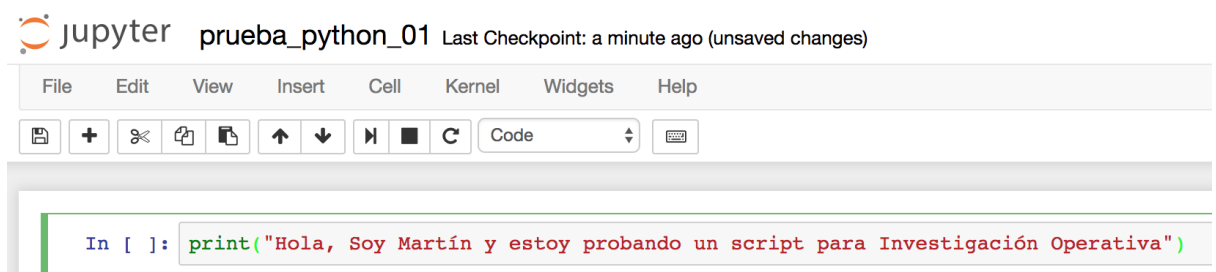 jupyter prueba_python_01 Last Checkpoint: a minute ago (unsaved changes)
File Edit View Insert Cell Kernel Widgets Help
Code
In [ ]: print("Hola, Soy Martín y estoy probando un script para Investigación Operativa")